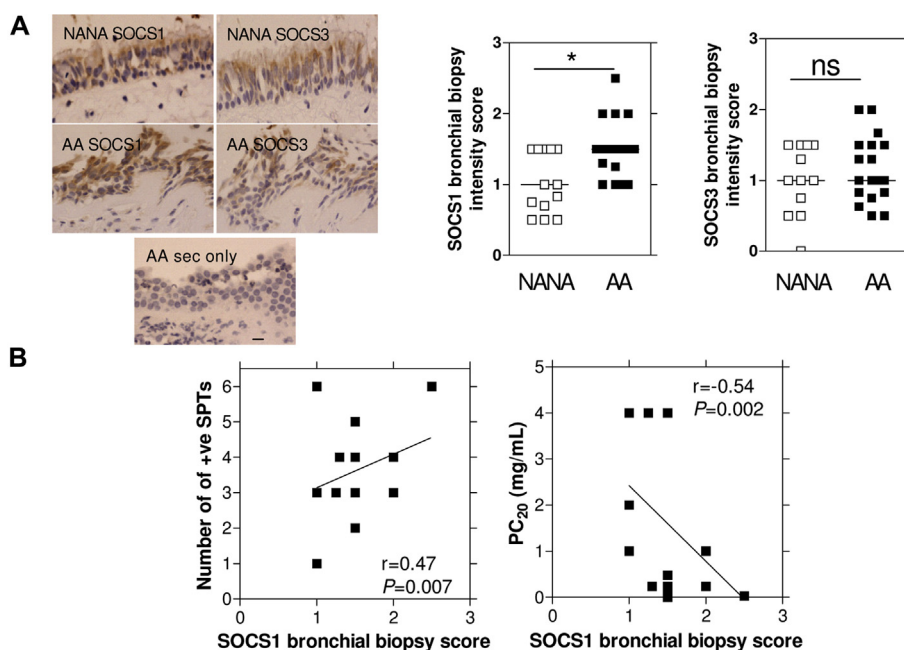 A
NANA SOCS1
NANA SOCS3
AA SOCS1
AA SOCS3
AA sec only
SOCS1 bronchial biopsy
intensity score
3
2
1
0
*
NANA
AA
SOCS3 bronchial biopsy
intensity score
3
2
1
0
ns
NANA
AA
B
Number of of +ve SPTs
6
5
4
3
2
1
0
r=0.47
P=0.007
0
1
2
3
SOCS1 bronchial biopsy score
PC20 (mg/mL)
5
4
3
2
1
0
r=-0.54
P=0.002
0
1
2
3
SOCS1 bronchial biopsy score